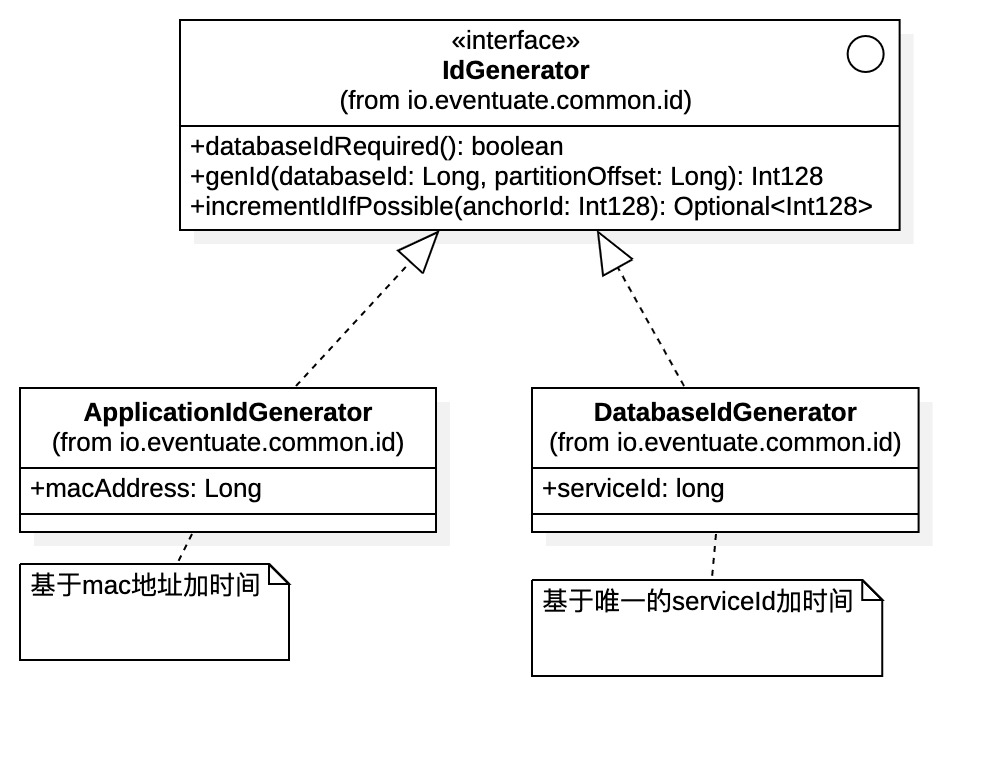 «interface»
IdGenerator
(from io.eventuate.common.id)
+databaseIdRequired(): boolean
+genId(databaseId: Long, partitionOffset: Long): Int128
+incrementIdIfPossible(anchorId: Int128): Optional<Int128>
ApplicationIdGenerator
(from io.eventuate.common.id)
+macAddress: Long
基于mac地址加时间
DatabaseIdGenerator
(from io.eventuate.common.id)
+serviceId: long
基于唯一的serviceId加时间